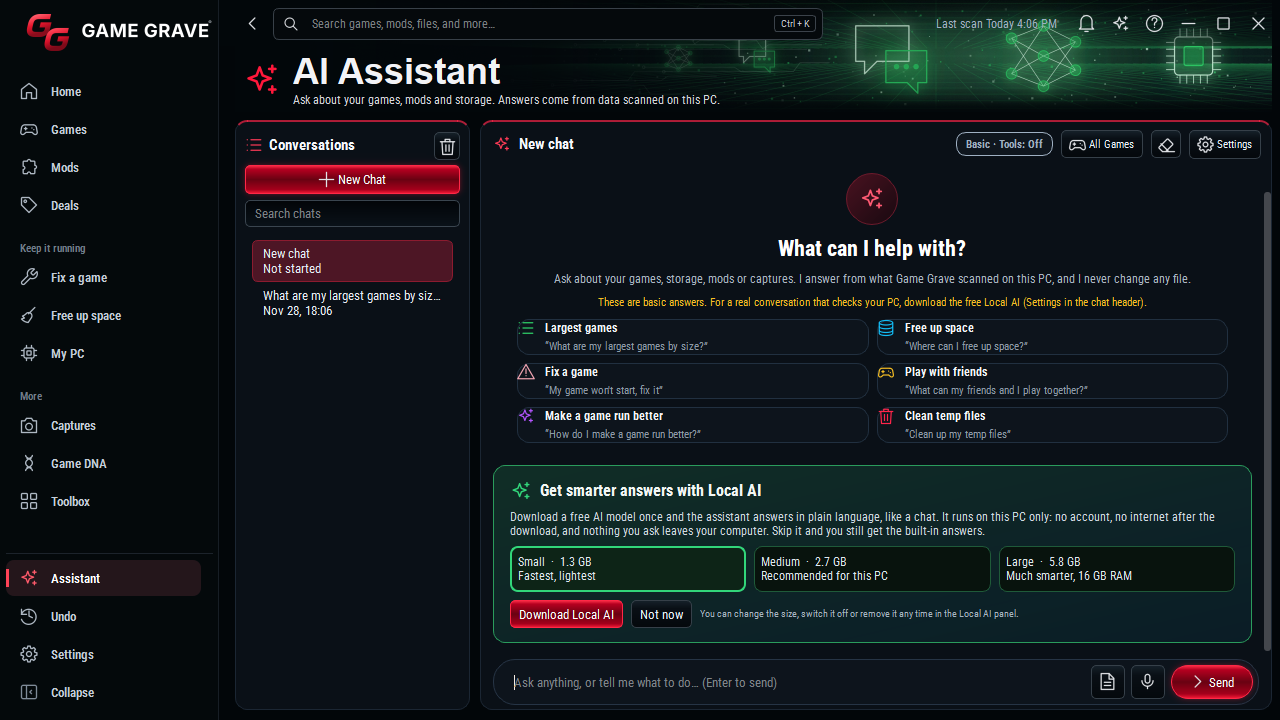 GAME GRAVE
Home
Games
Mods
Deals
Keep it running
Fix a game
Free up space
My PC
More
Captures
Game DNA
Toolbox
Assistant
Undo
Settings
Collapse
Search games, mods, files, and more...
Ctrl + K
Last scan Today 4:06 PM
AI Assistant
Ask about your games, mods and storage. Answers come from data scanned on this PC.
Conversations
New Chat
Search chats
New chat
Not started
What are my largest games by siz...
Nov 28, 18:06
New chat
Basic · Tools: Off
All Games
Settings
What can I help with?
Ask about your games, storage, mods or captures. I answer from what Game Grave scanned on this PC, and I never change any file.
These are basic answers. For a real conversation that checks your PC, download the free Local AI (Settings in the chat header).
Largest games
"What are my largest games by size?"
Free up space
"Where can I free up space?"
Fix a game
"My game won't start, fix it"
Play with friends
"What can my friends and I play together?"
Make a game run better
"How do I make a game run better?"
Clean temp files
"Clean up my temp files"
Get smarter answers with Local AI
Download a free AI model once and the assistant answers in plain language, like a chat. It runs on this PC only: no account, no internet after the
download, and nothing you ask leaves your computer. Skip it and you still get the built-in answers.
Small · 1.3 GB
Fastest, lightest
Medium · 2.7 GB
Recommended for this PC
Large · 5.8 GB
Much smarter, 16 GB RAM
Download Local AI
Not now
You can change the size, switch it off or remove it any time in the Local AI panel.
Ask anything, or tell me what to do... (Enter to send)
Send